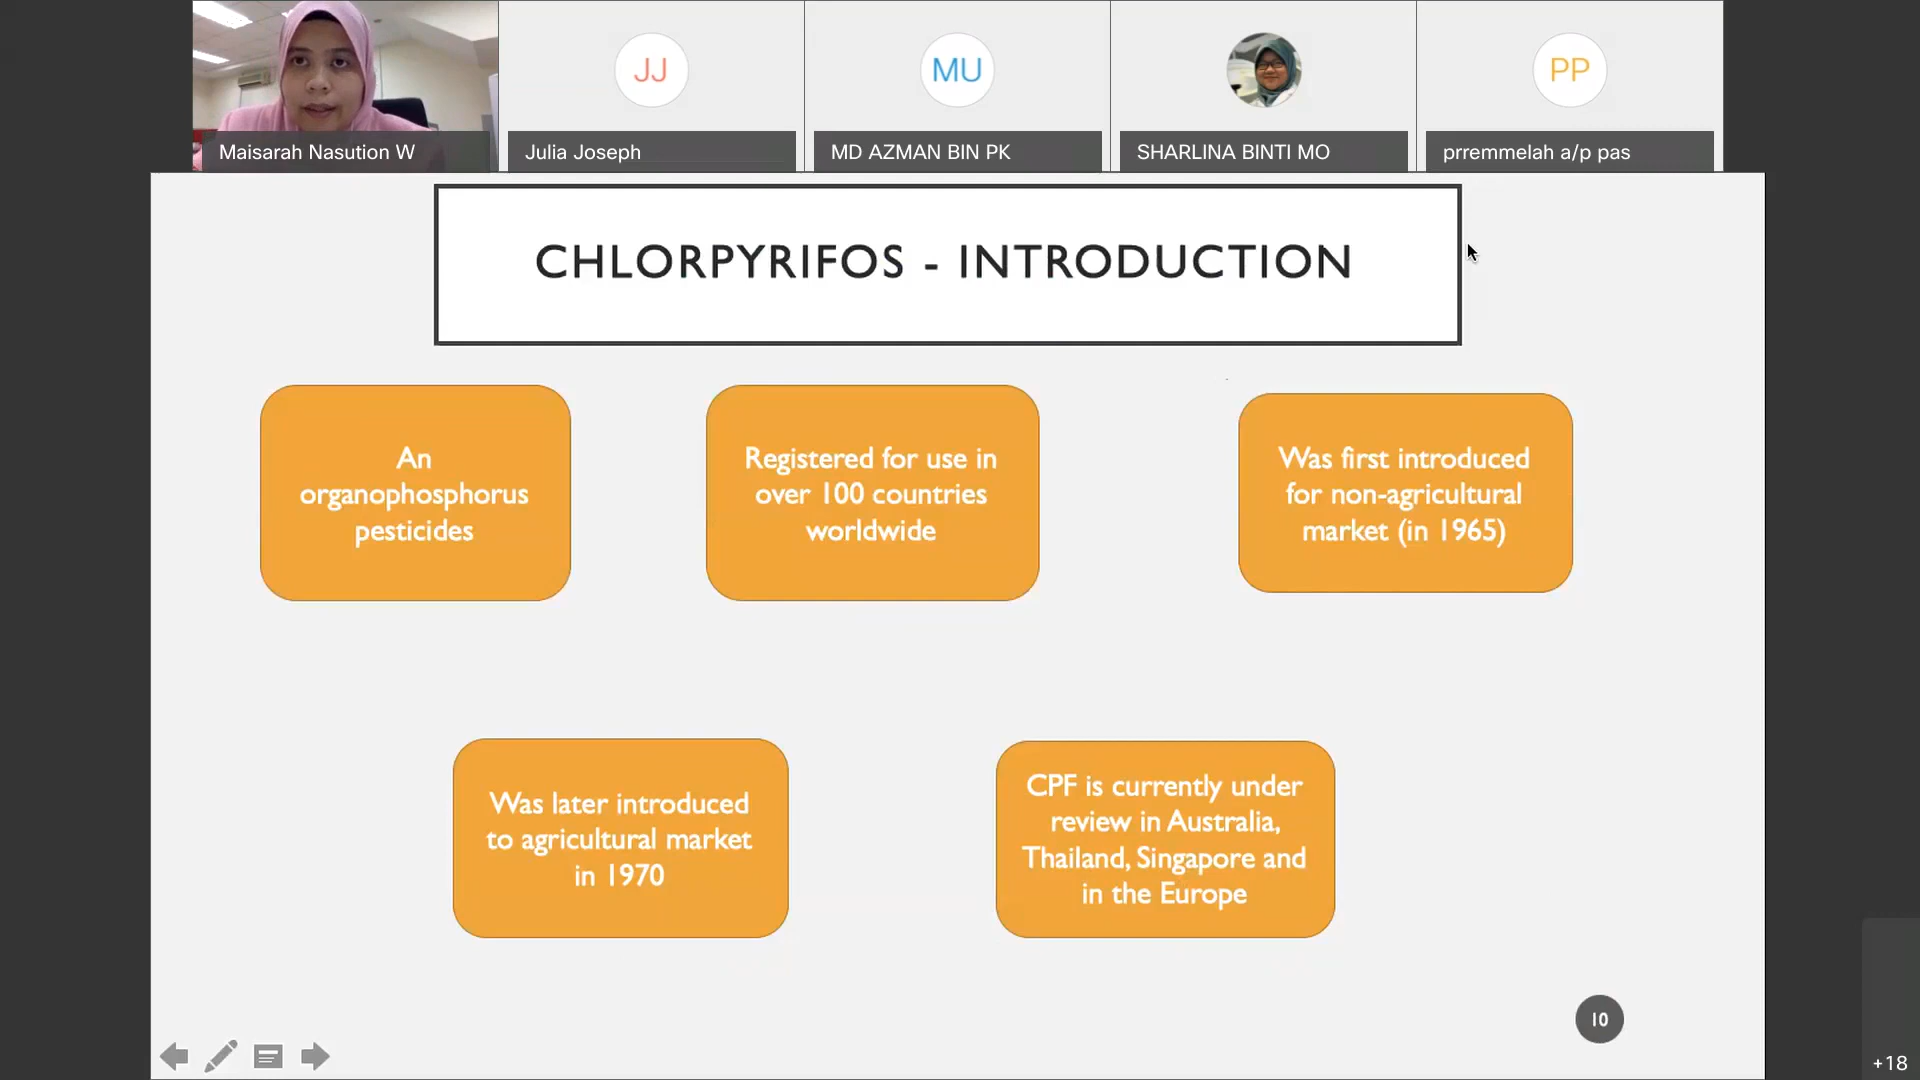 JJ
MU
PP
Maisarah Nasution W
Julia Joseph
MD AZMAN BIN PK
SHARLINA BINTI MO
prremmelah a/p pas
CHLORPYRIFOS - INTRODUCTION
An
organophosphorus
pesticides
Registered for use in
over 100 countries
worldwide
Was first introduced
for non-agricultural
market (in 1965)
Was later introduced
to agricultural market
in 1970
CPF is currently under
review in Australia,
Thailand, Singapore and
in the Europe
10
+18